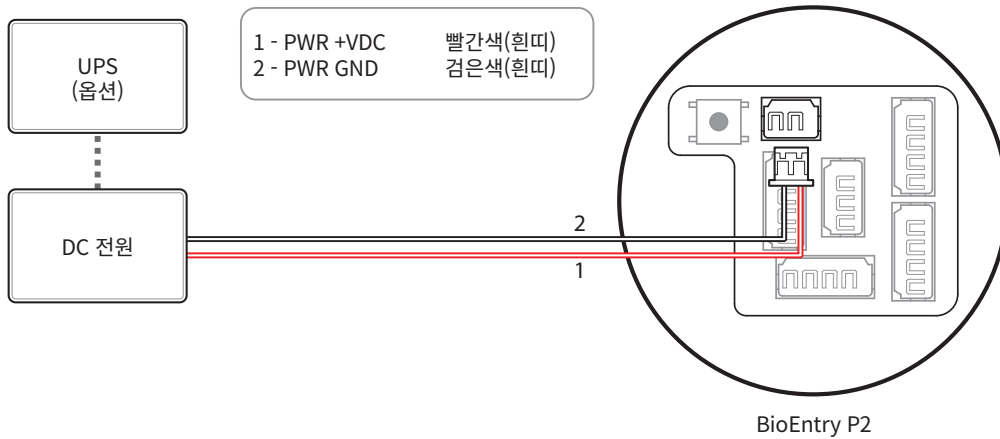 UPS
(옵션)
1 - PWR +VDC 빨간색(흰띠)
2 - PWR GND 검은색(흰띠)
DC 전원
2
1
BioEntry P2